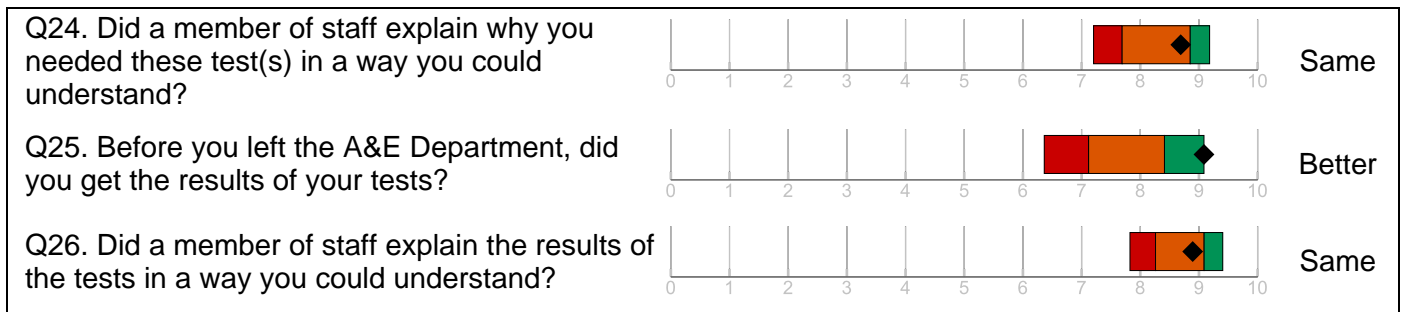 Q24. Did a member of staff explain why you
needed these test(s) in a way you could
understand?
0 1 2 3 4 5 6 7 8 9 10
Same
Q25. Before you left the A&E Department, did
you get the results of your tests?
0 1 2 3 4 5 6 7 8 9 10
Better
Q26. Did a member of staff explain the results of
the tests in a way you could understand?
0 1 2 3 4 5 6 7 8 9 10
Same